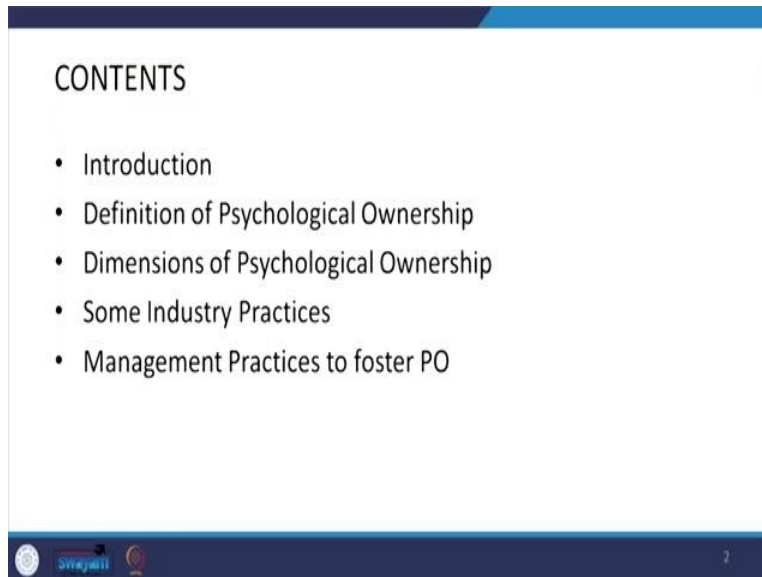 CONTENTS
• Introduction
• Definition of Psychological Ownership
• Dimensions of Psychological Ownership
• Some Industry Practices
• Management Practices to foster PO
swayam
2